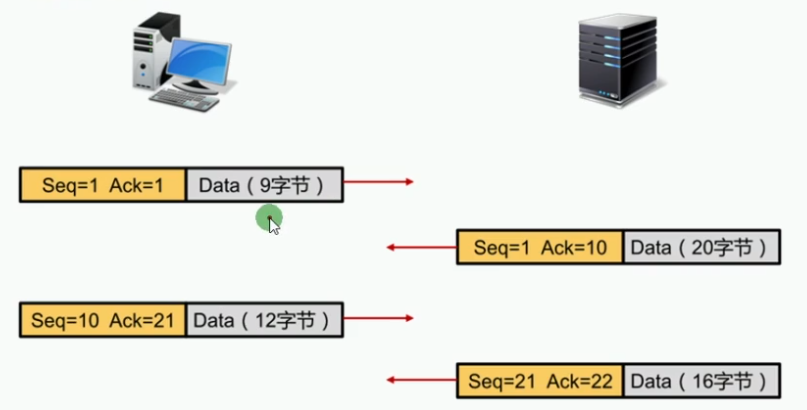 Seq=1 Ack=1 Data（9字节）
Seq=1 Ack=10 Data（20字节）
Seq=10 Ack=21 Data（12字节）
Seq=21 Ack=22 Data（16字节）